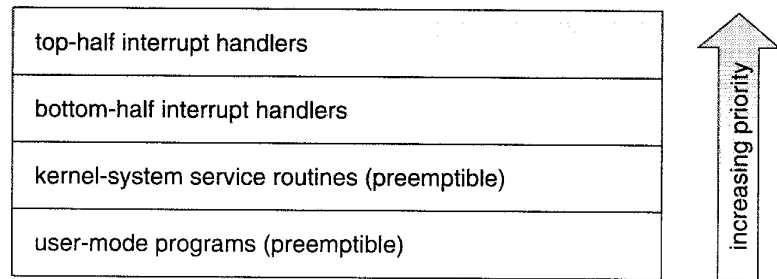 top-half interrupt handlers
bottom-half interrupt handlers
kernel-system service routines (preemptible)
user-mode programs (preemptible)
increasing priority